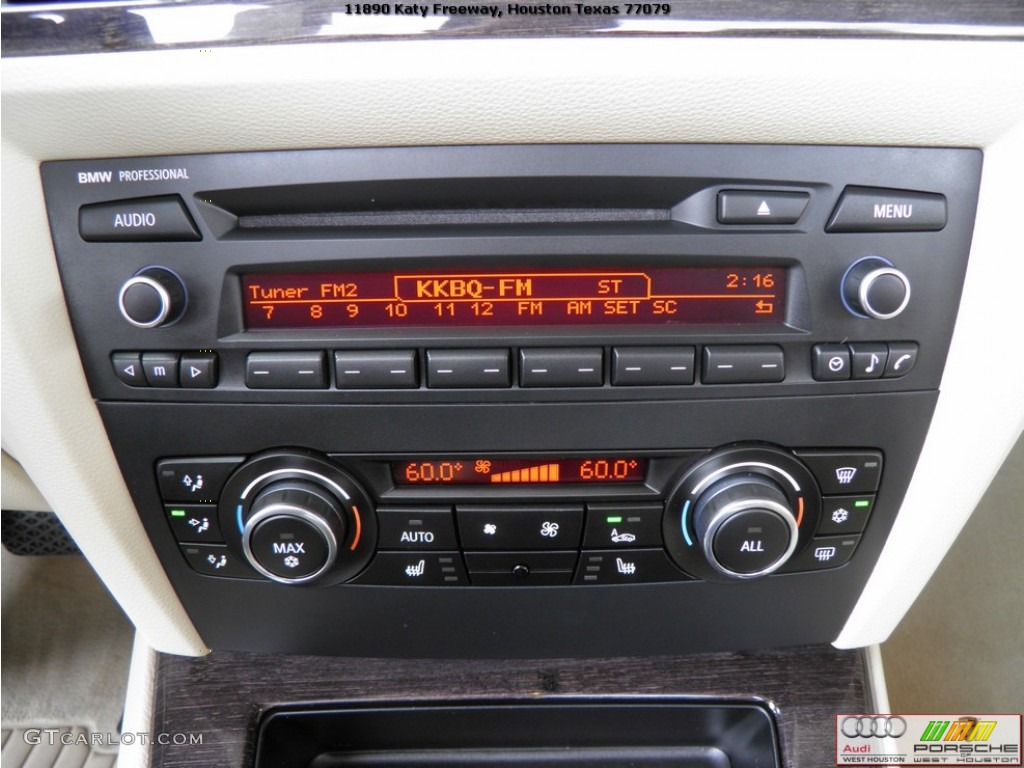 11890 Katy Freeway, Houston Texas 77079
BMW PROFESSIONAL
AUDIO
MENU
Tuner FM2 KKBQ-FM ST 2:16
7 8 9 10 11 12 FM AM SET SC
m
60.0° 60.0°
MAX
AUTO
A
ALL
GTCARLOT.COM
Audi
WEST HOUSTON
PORSCHE
OF
WEST HOUSTON